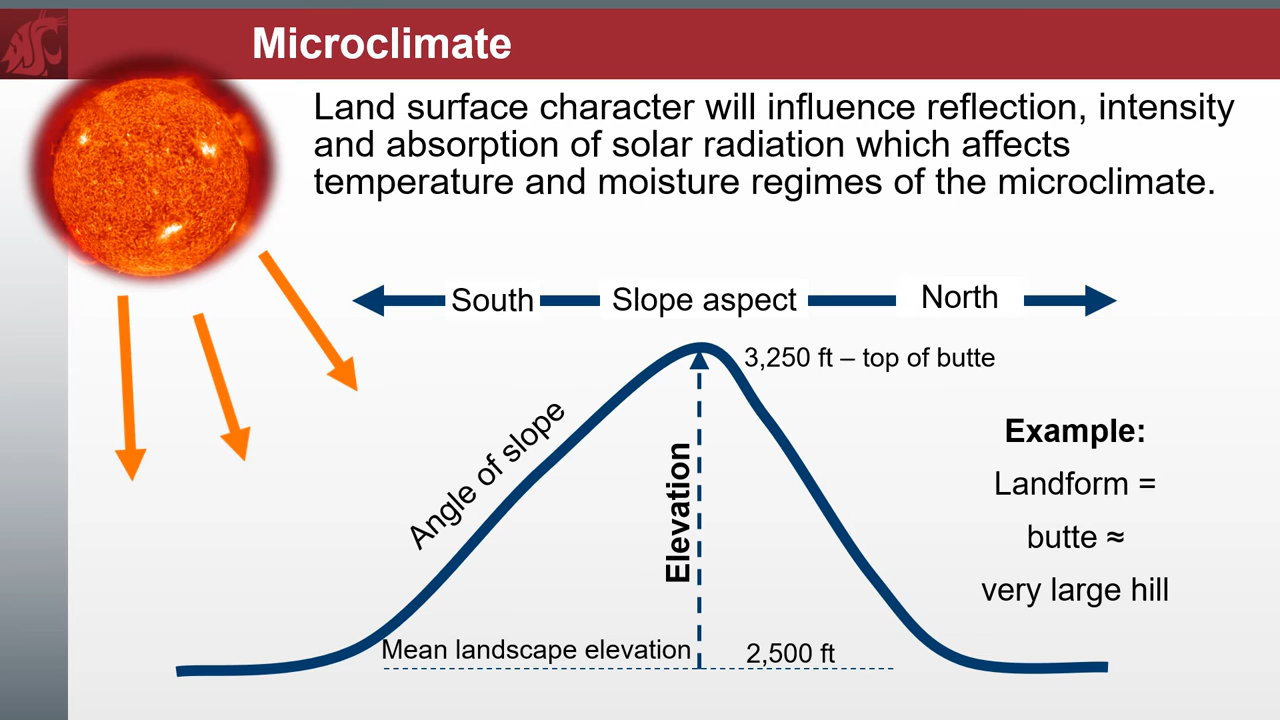 Microclimate
Land surface character will influence reflection, intensity
and absorption of solar radiation which affects
temperature and moisture regimes of the microclimate.
South
Slope aspect
North
3,250 ft – top of butte
Angle of slope
Elevation
Example:
Landform =
butte ≈
very large hill
Mean landscape elevation
2,500 ft